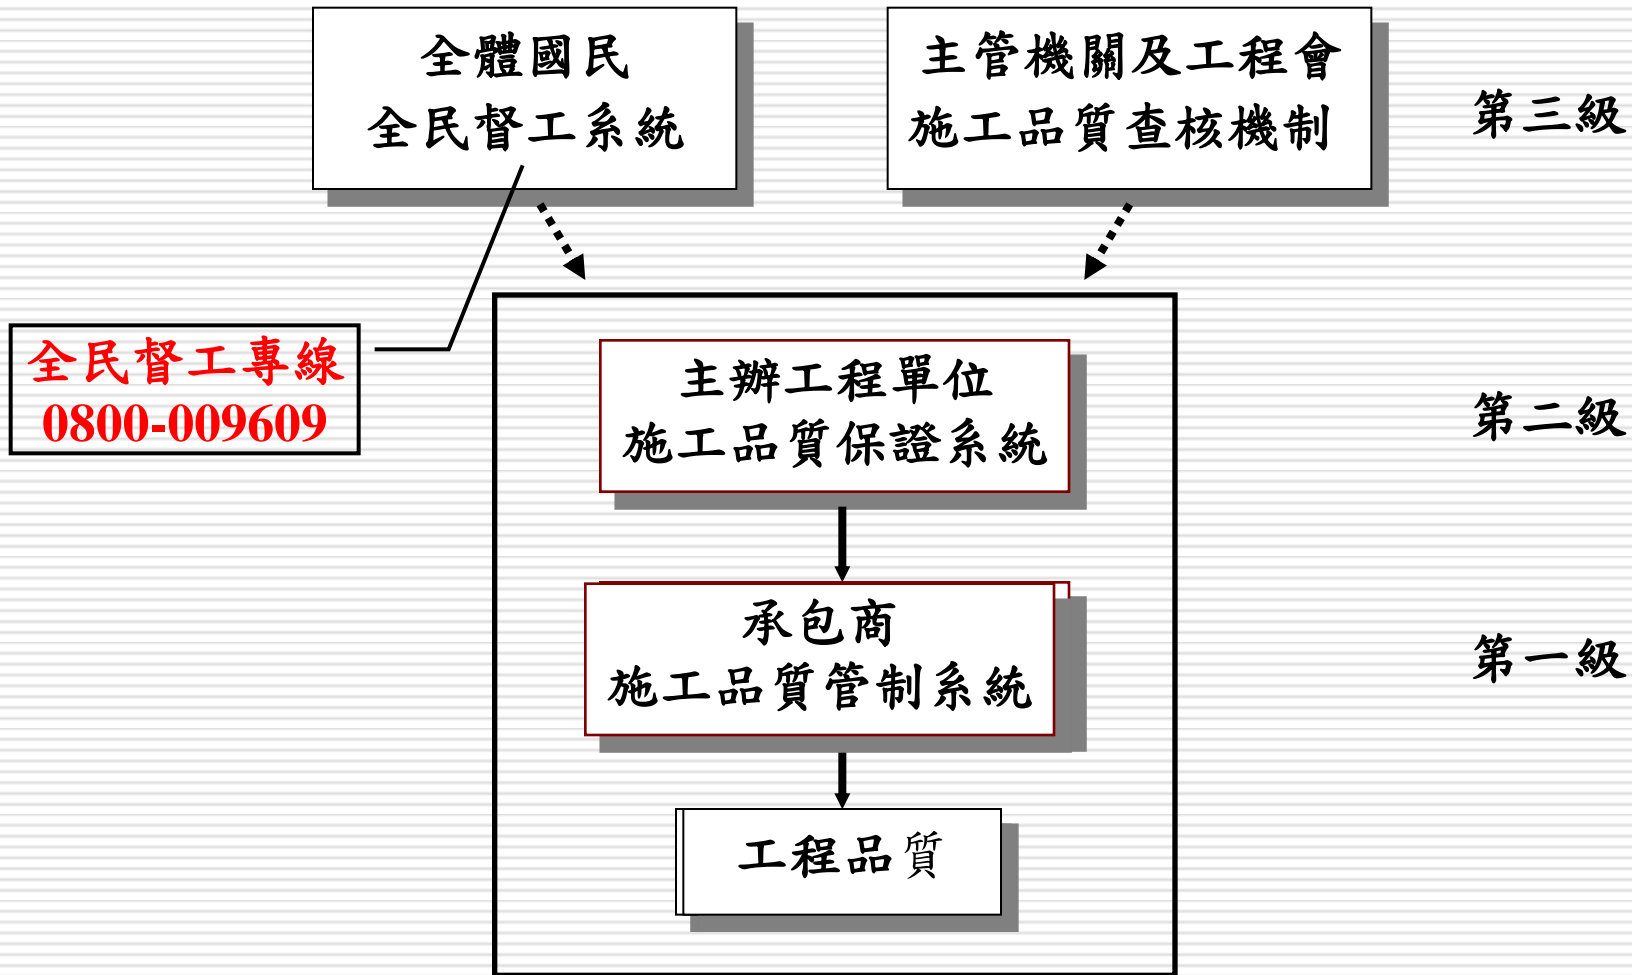 全體國民
全民督工系統
主管機關及工程會
施工品質查核機制
第三級
全民督工專線
0800-009609
主辦工程單位
施工品質保證系統
第二級
承包商
施工品質管制系統
第一級
工程品質